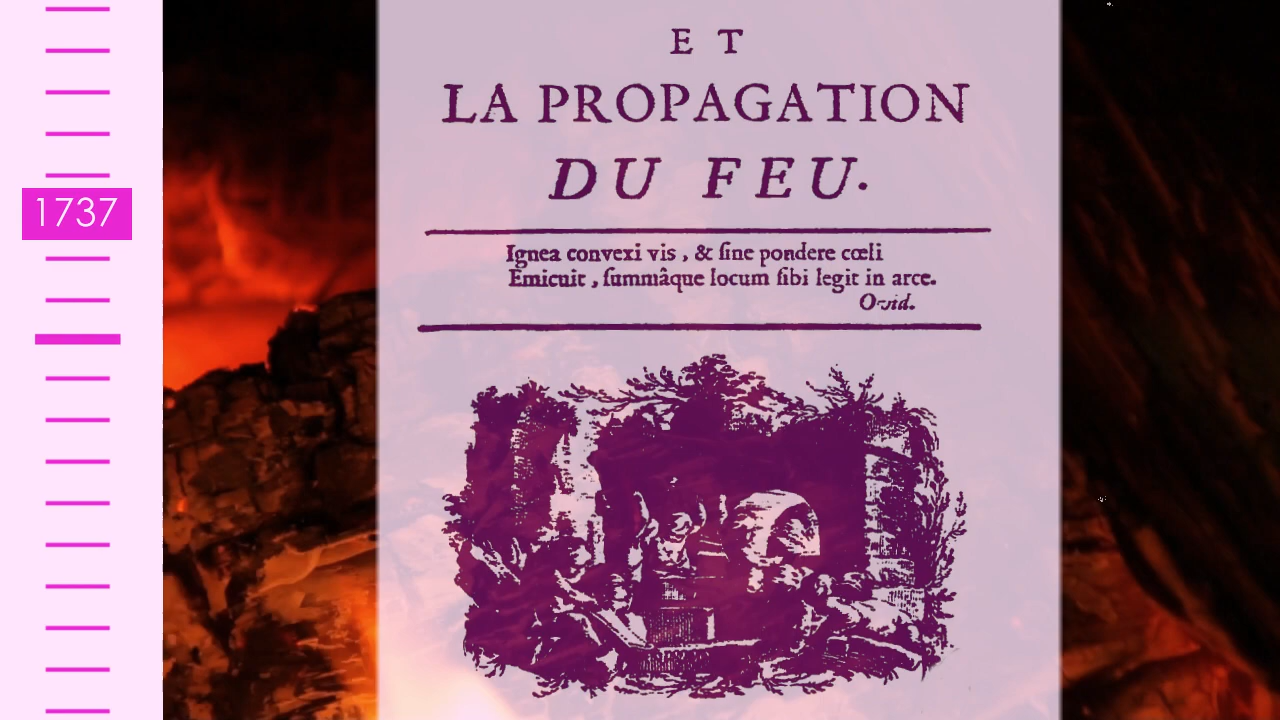 1737
E T
LA PROPAGATION
DU FEU.
Ignea convexi vis, & ſine pondere cœli
Emicuit, ſummâque locum ſibi legit in arce.
Ovid.